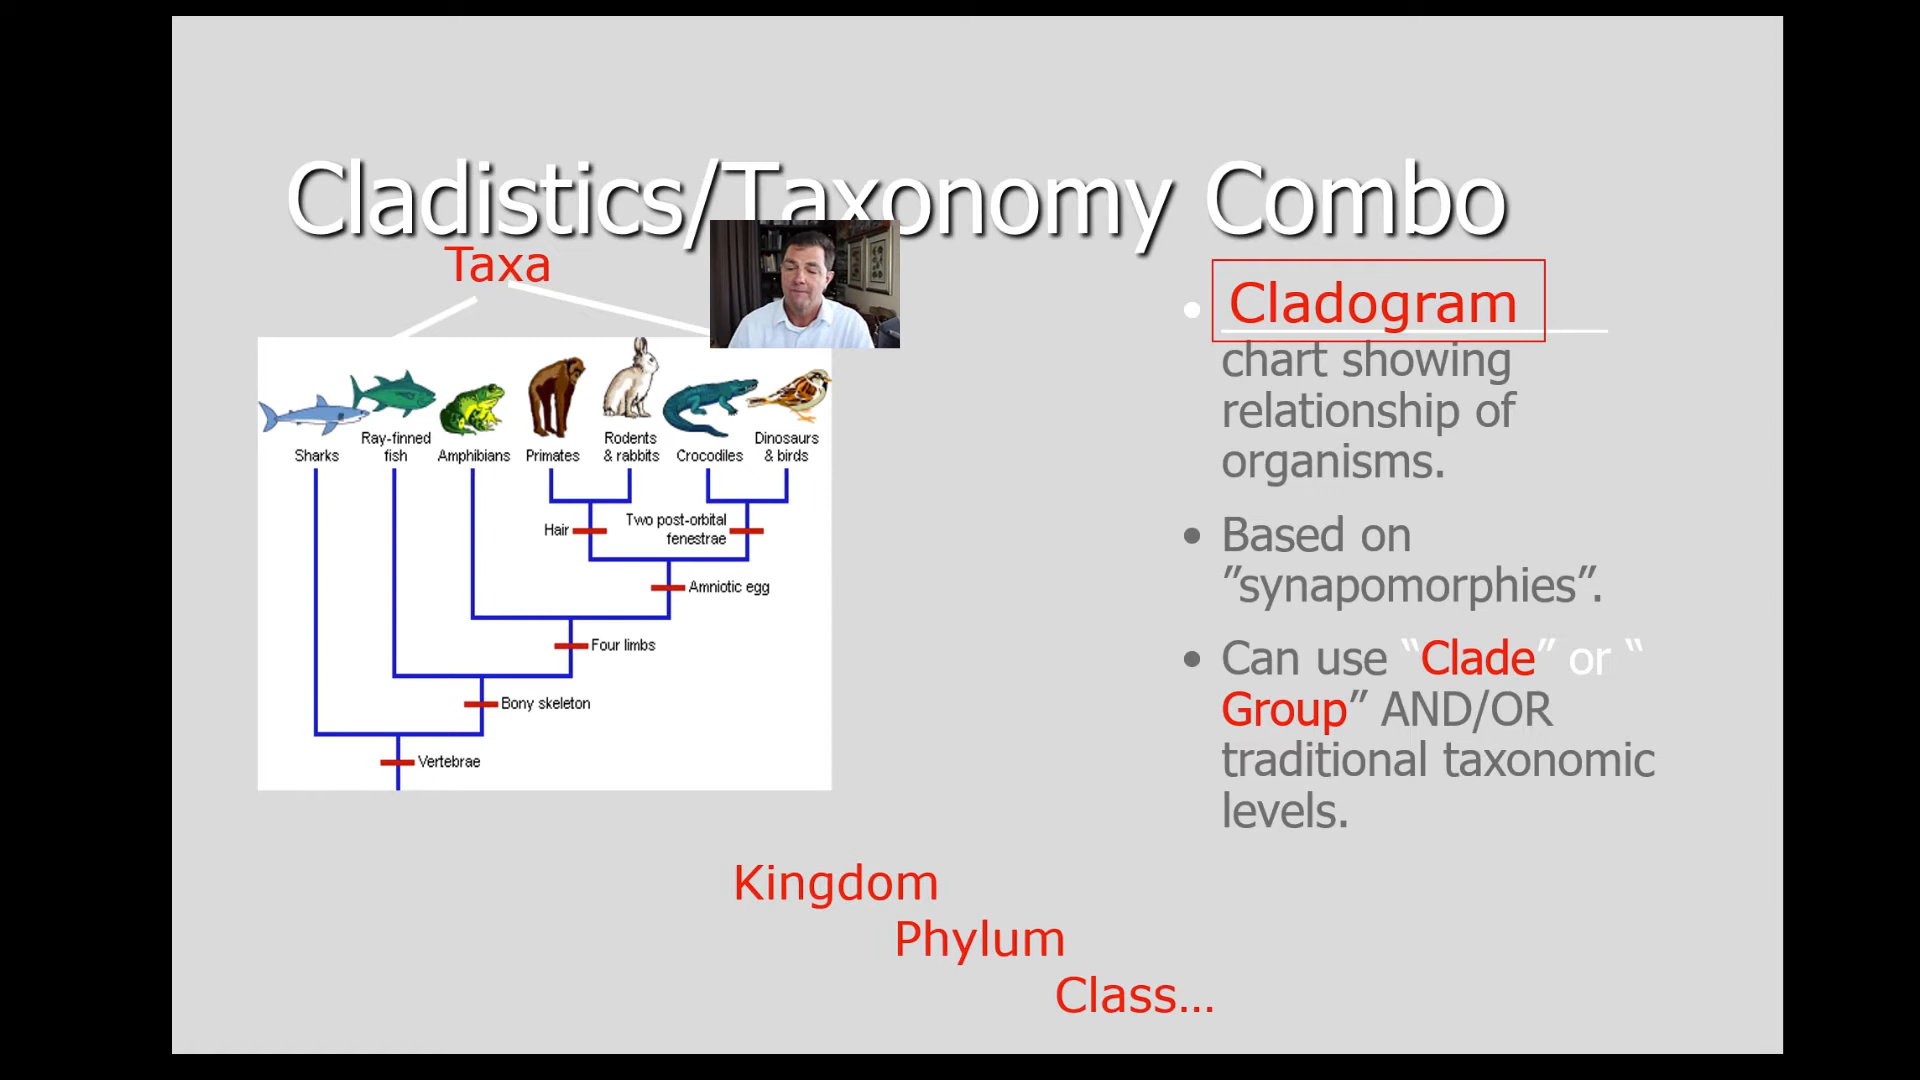 Cladistics/Taxonomy Combo
Taxa
• Cladogram
chart showing
relationship of
organisms.
• Based on
”synapomorphies”.
• Can use “Clade” or “
Group” AND/OR
traditional taxonomic
levels.
Ray-finned
Rodents
Dinosaurs
Sharks fish Amphibians Primates & rabbits Crocodiles & birds
Hair
Two post-orbital
fenestrae
Amniotic egg
Four limbs
Bony skeleton
Vertebrae
Kingdom
Phylum
Class...